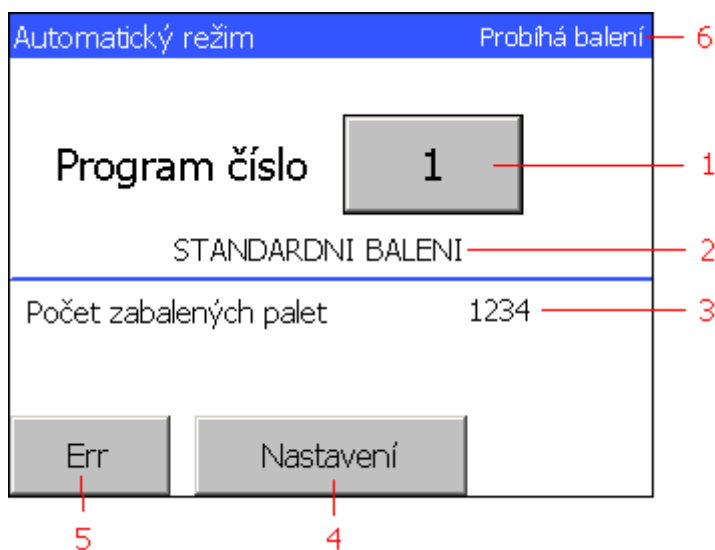 Automatický režim Probíhá balení 6
Program číslo 1 1
STANDARDNI BALENI 2
Počet zabalených palet 1234 3
Err Nastavení
5 4